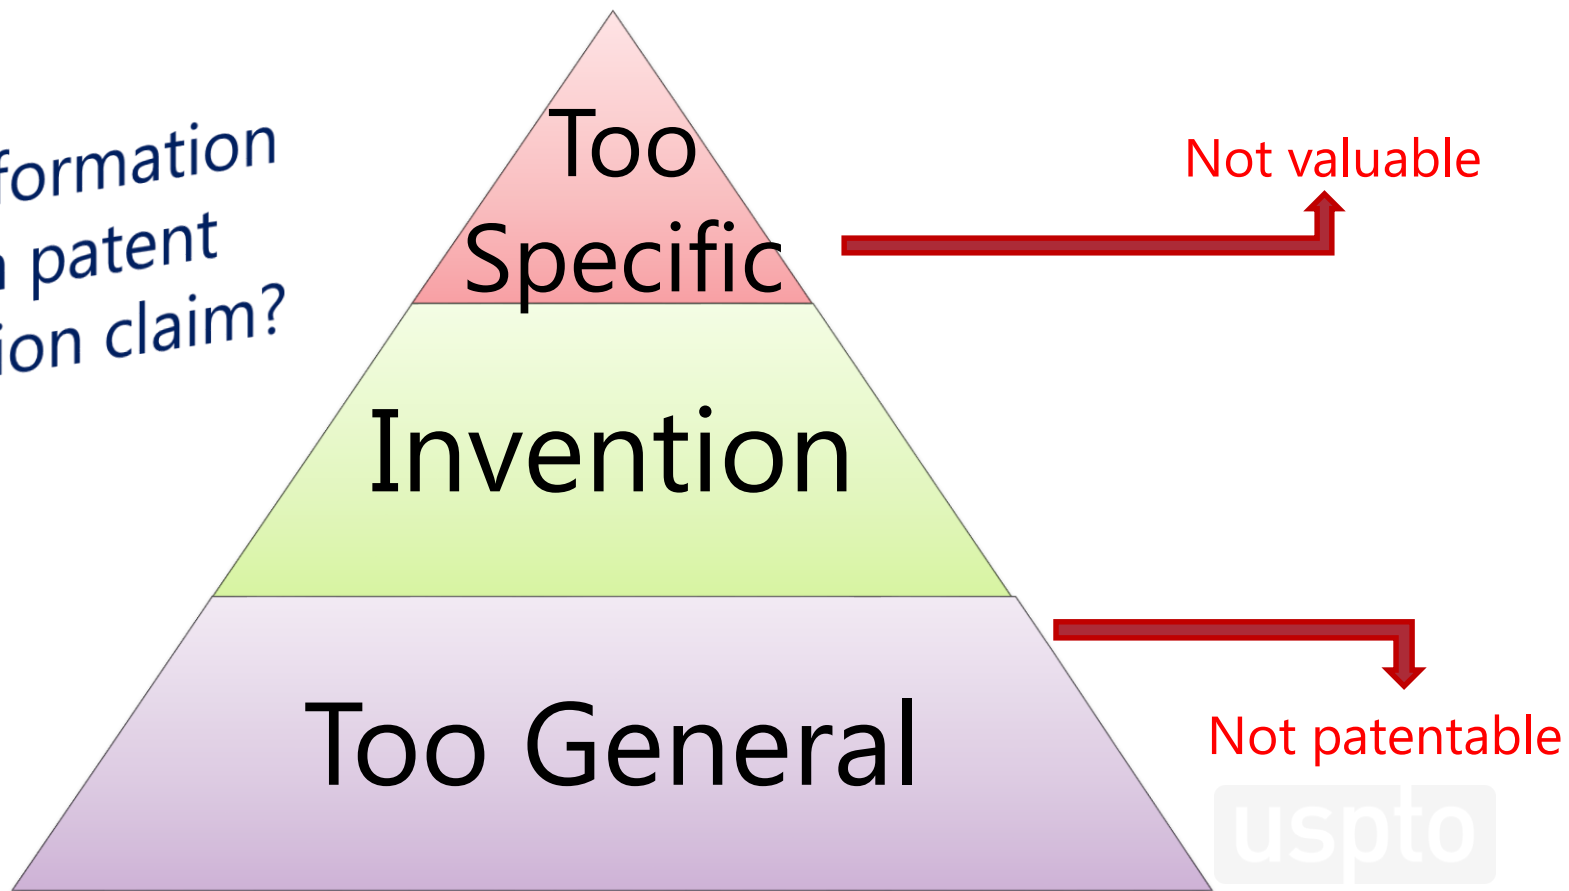 formation
patent
ion claim?
Too
Specific
Not valuable
Invention
Too General
Not patentable
uspto